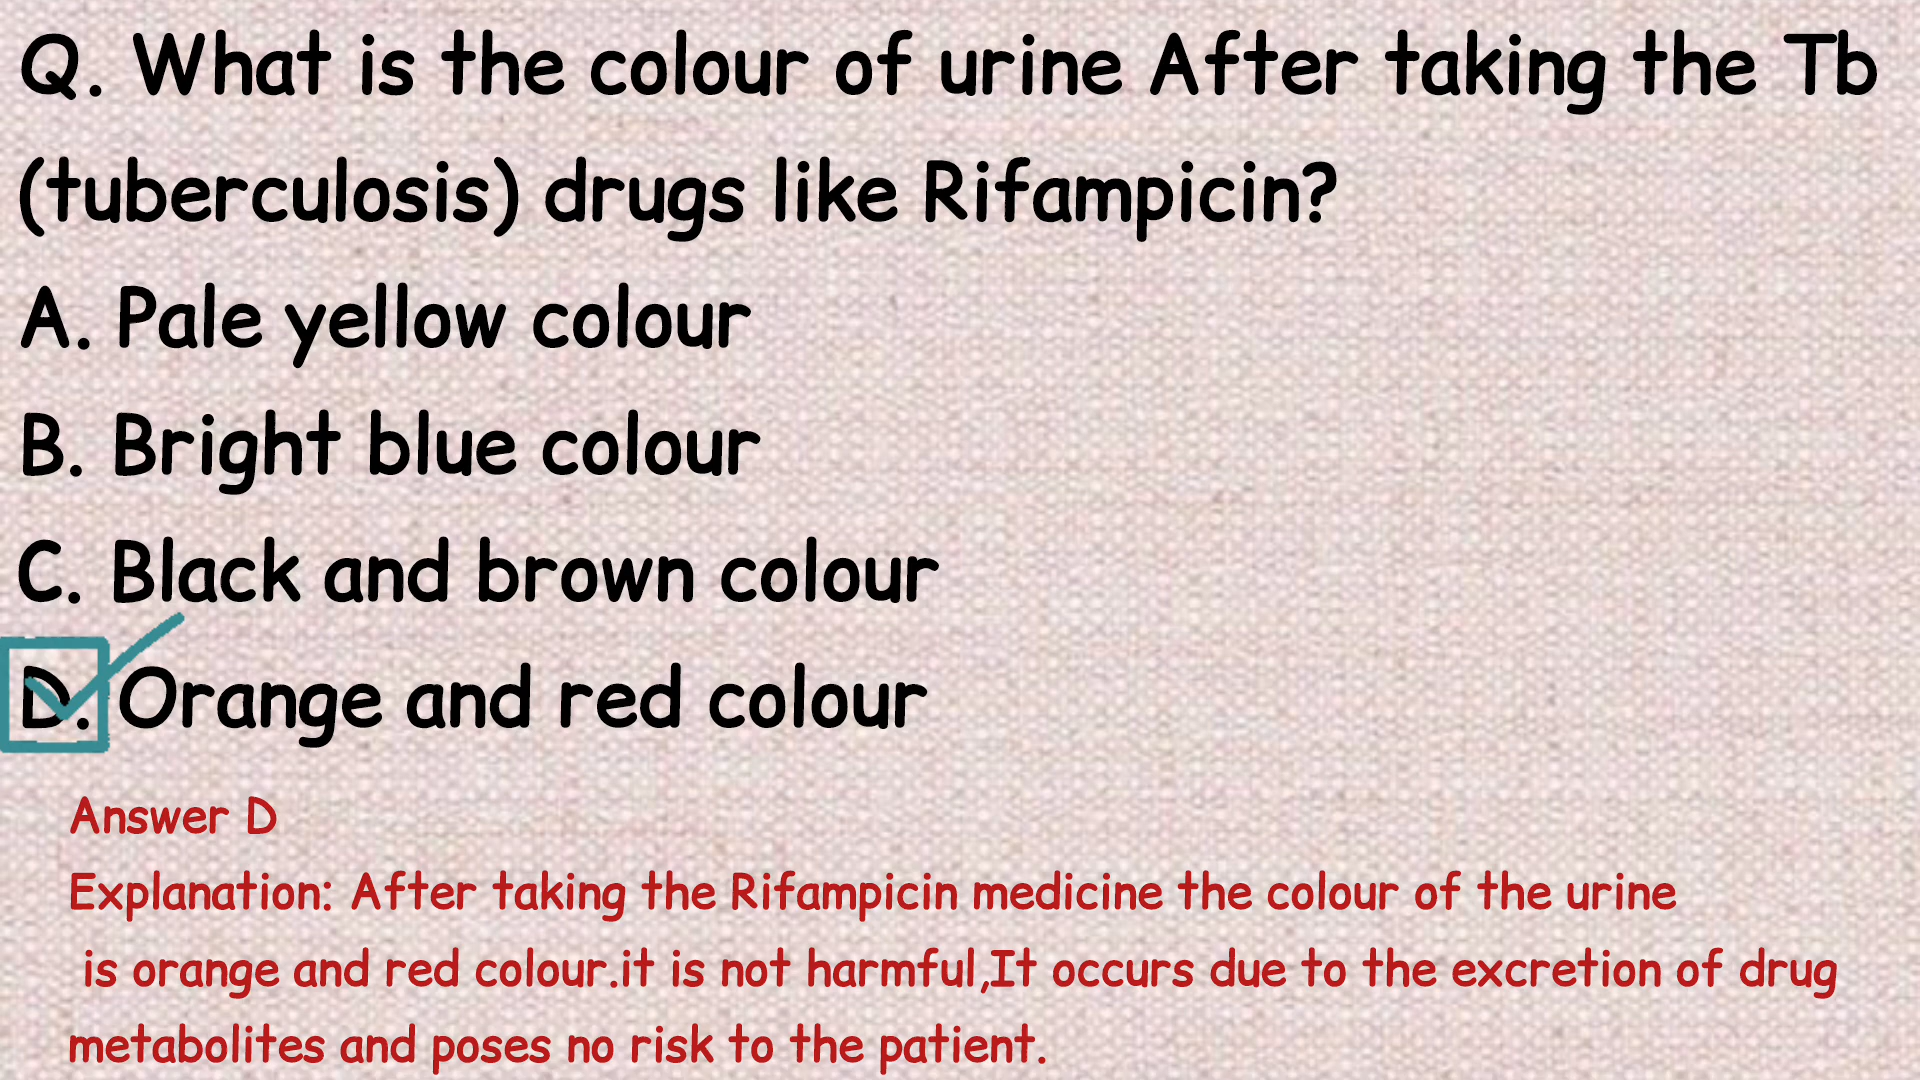 Q. What is the colour of urine After taking the Tb
(tuberculosis) drugs like Rifampicin?
A. Pale yellow colour
B. Bright blue colour
C. Black and brown colour
D. Orange and red colour
Answer D
Explanation: After taking the Rifampicin medicine the colour of the urine
is orange and red colour.it is not harmful,It occurs due to the excretion of drug
metabolites and poses no risk to the patient.